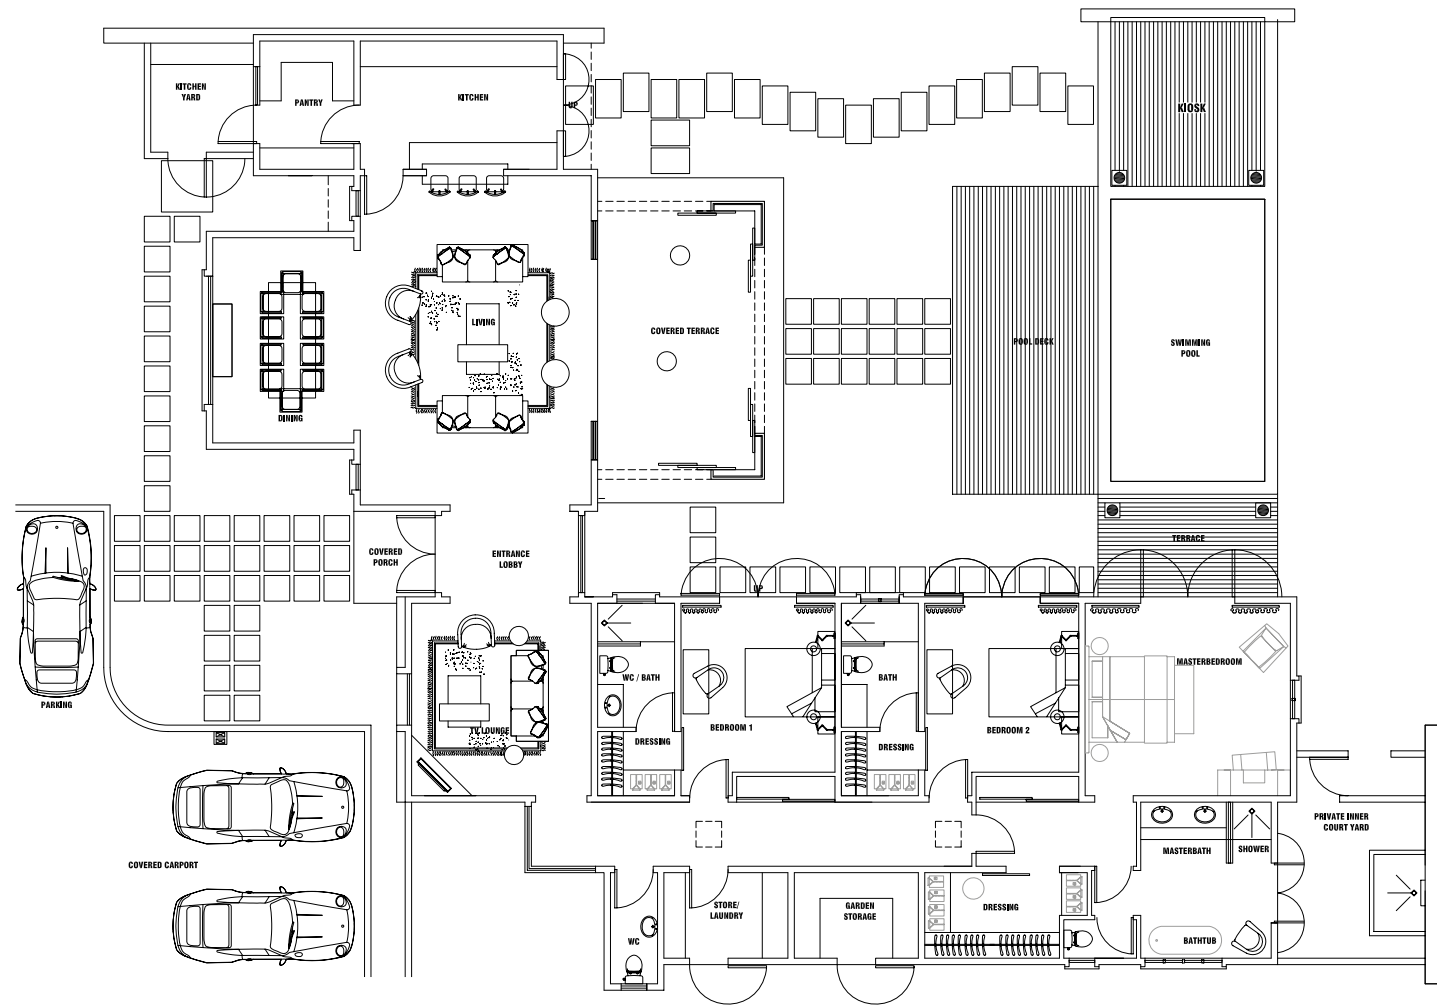 KITCHEN
YARD
PANTRY
KITCHEN
UP
KIOSK
LIVING
COVERED TERRACE
POOL DECK
SWIMMING
POOL
DINING
COVERED
PORCH
ENTRANCE
LOBBY
TERRACE
UP
PARKING
WC / BATH
BATH
MASTERBEDROOM
TV LOUNGE
BEDROOM 1
BEDROOM 2
DRESSING
DRESSING
PRIVATE INNER
COURT YARD
COVERED CARPORT
MASTERBATH
SHOWER
STORE/
LAUNDRY
GARDEN
STORAGE
DRESSING
WC
BATHTUB